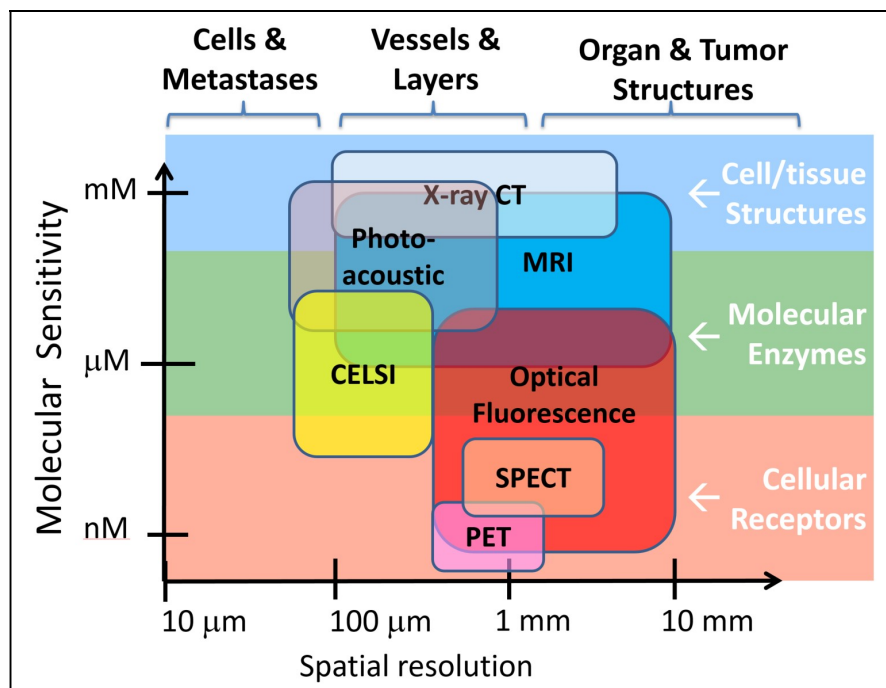 Cells &
Metastases
Vessels &
Layers
Organ & Tumor
Structures
Molecular Sensitivity
mM
μM
nM
X-ray CT
Photo-
acoustic
MRI
CELSI
Optical
Fluorescence
SPECT
PET
← Cell/tissue
Structures
← Molecular
Enzymes
← Cellular
Receptors
10 μm
100 μm
1 mm
10 mm
Spatial resolution